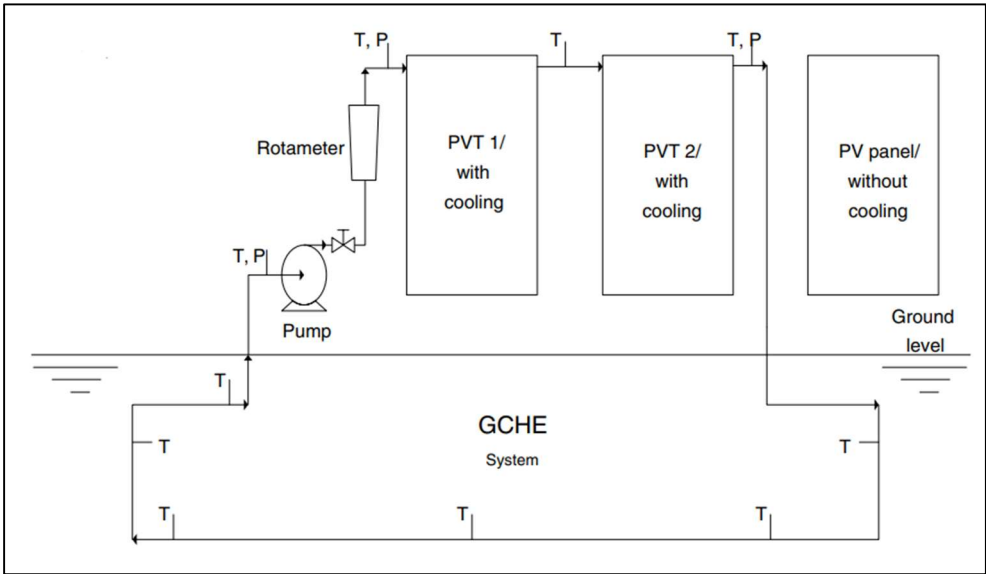 T, P
T
T, P
Rotameter
PVT 1/
with
cooling
PVT 2/
with
cooling
PV panel/
without
cooling
T, P
Pump
Ground
level
T
GCHE
System
T
T
T
T
T